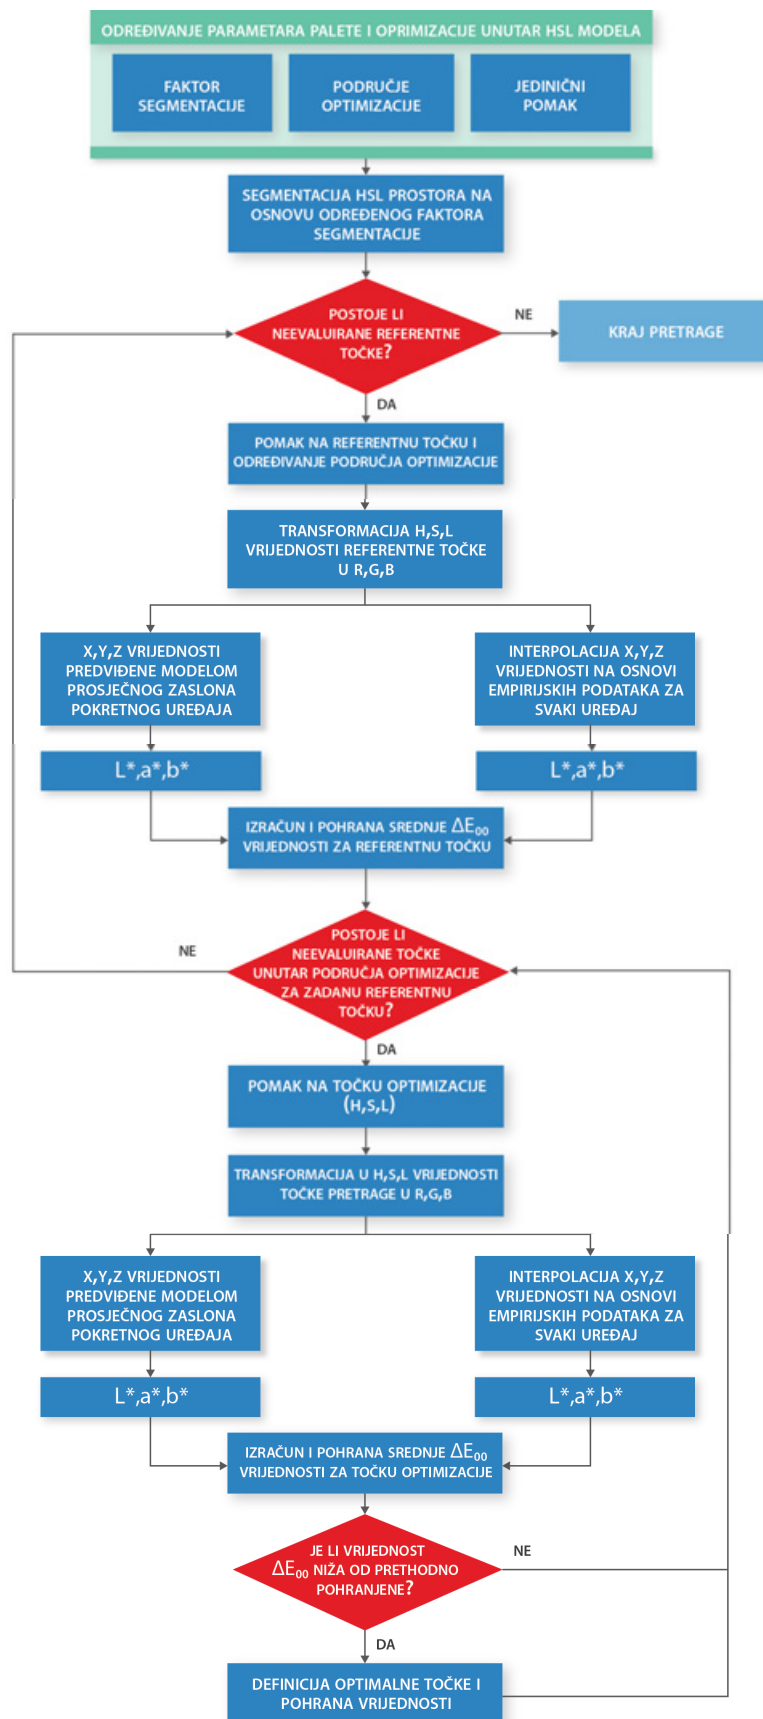 ODREĐIVANJE PARAMETARA PALETE I OPRIMIZACIJE UNUTAR HSL MODELA
FAKTOR
SEGMENTACIJE
PODRUČJE
OPTIMIZACIJE
JEDINIČNI
POMAK
SEGMENTACIJA HSL PROSTORA NA
OSNOVU ODREĐENOG FAKTORA
SEGMENTACIJE
POSTOJE LI
NEEVALUIRANE REFERENTNE
TOČKE?
NE
KRAJ PRETRAGE
DA
POMAK NA REFERENTNU TOČKU I
ODREĐIVANJE PODRUČJA OPTIMIZACIJE
TRANSFORMACIJA H,S,L
VRIJEDNOSTI REFERENTNE TOČKE
U R,G,B
X,Y,Z VRIJEDNOSTI
PREDVIĐENE MODELOM
PROSJEČNOG ZASLONA
POKRETNOG UREĐAJA
INTERPOLACIJA X,Y,Z
VRIJEDNOSTI NA OSNOVI
EMPIRIJSKIH PODATAKA ZA
SVAKI UREĐAJ
L*,a*,b*
L*,a*,b*
IZRAČUN I POHRANA SREDNJE ΔE₀₀
VRIJEDNOSTI ZA REFERENTNU TOČKU
POSTOJE LI
NEEVALUIRANE TOČKE
UNUTAR PODRUČJA OPTIMIZACIJE
ZA ZADANU REFERENTNU
TOČKU?
NE
DA
POMAK NA TOČKU OPTIMIZACIJE
(H,S,L)
TRANSFORMACIJA U H,S,L VRIJEDNOSTI
TOČKE PRETRAGE U R,G,B
X,Y,Z VRIJEDNOSTI
PREDVIĐENE MODELOM
PROSJEČNOG ZASLONA
POKRETNOG UREĐAJA
INTERPOLACIJA X,Y,Z
VRIJEDNOSTI NA OSNOVI
EMPIRIJSKIH PODATAKA ZA
SVAKI UREĐAJ
L*,a*,b*
L*,a*,b*
IZRAČUN I POHRANA SREDNJE ΔE₀₀
VRIJEDNOSTI ZA TOČKU OPTIMIZACIJE
JE LI VRIJEDNOST
ΔE₀₀ NIŽA OD PRETHODNO
POHRANJENE?
NE
DA
DEFINICIJA OPTIMALNE TOČKE I
POHRANA VRIJEDNOSTI